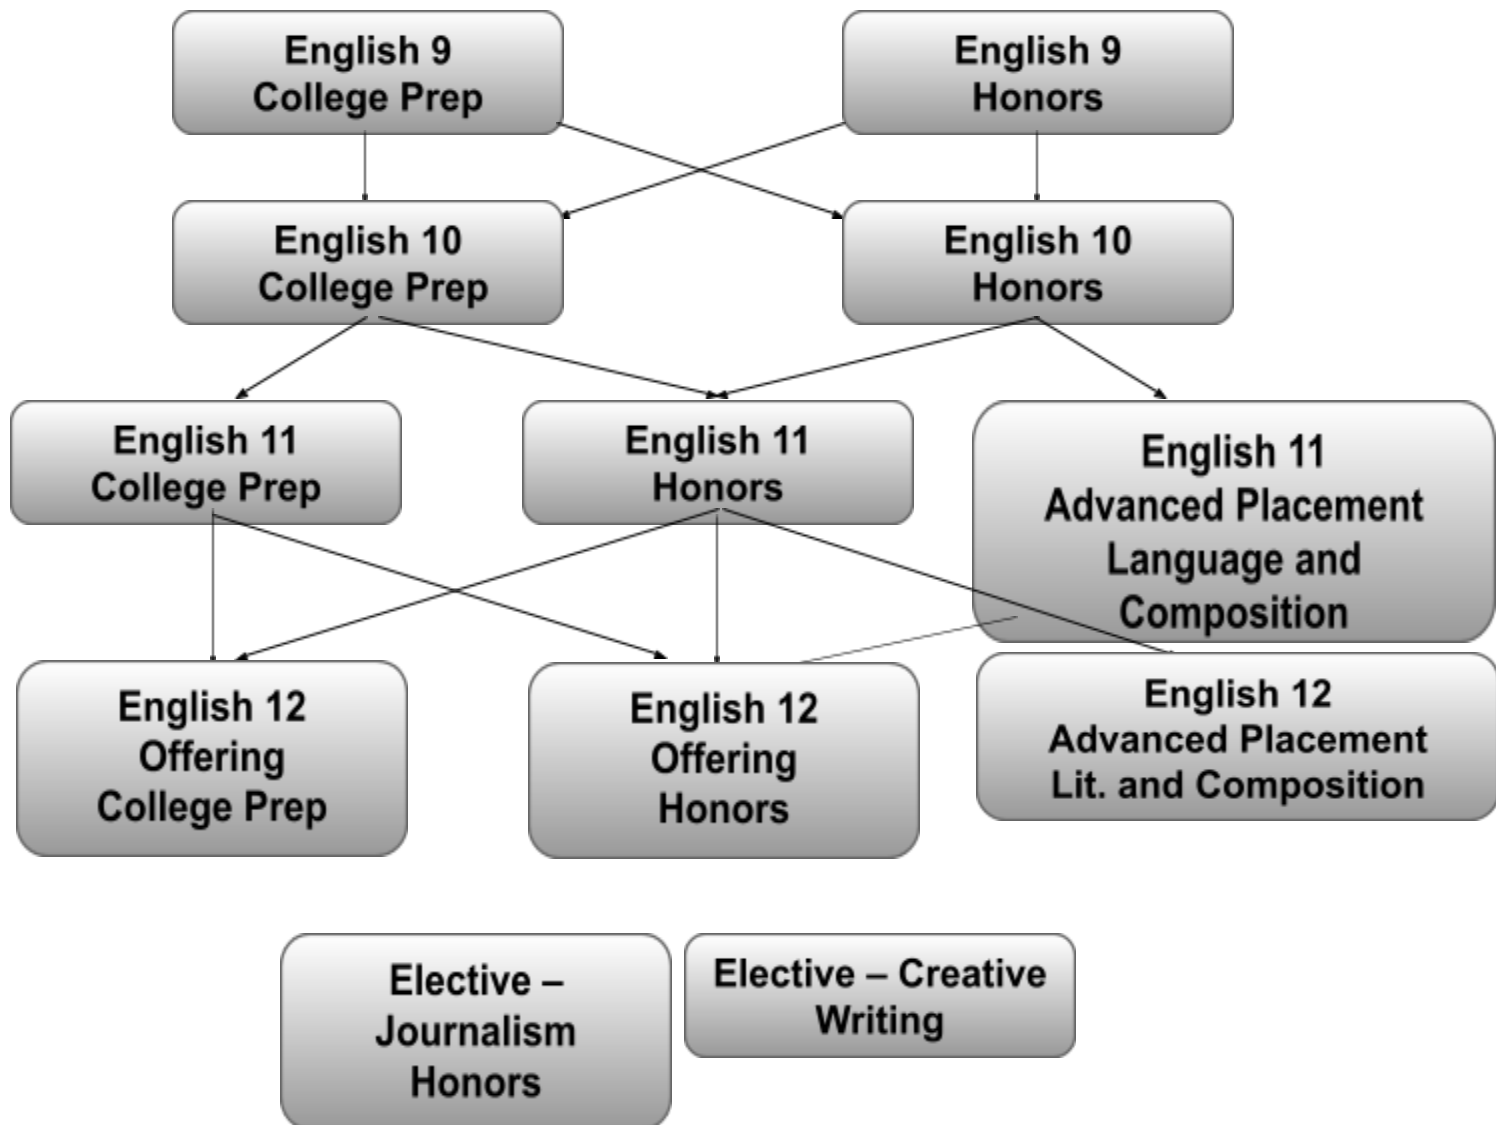 English 9
College Prep
English 9
Honors
English 10
College Prep
English 10
Honors
English 11
College Prep
English 11
Honors
English 11
Advanced Placement
Language and
Composition
English 12
Offering
College Prep
English 12
Offering
Honors
English 12
Advanced Placement
Lit. and Composition
Elective –
Journalism
Honors
Elective – Creative
Writing